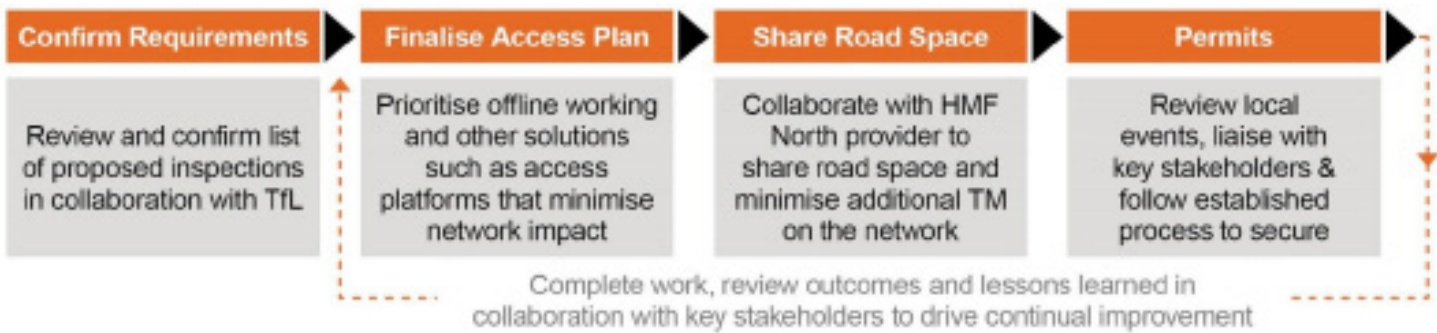 Confirm Requirements
Review and confirm list
of proposed inspections
in collaboration with TfL
Finalise Access Plan
Prioritise offline working
and other solutions
such as access
platforms that minimise
network impact
Share Road Space
Collaborate with HMF
North provider to
share road space and
minimise additional TM
on the network
Permits
Review local
events, liaise with
key stakeholders &
follow established
process to secure
Complete work, review outcomes and lessons learned in
collaboration with key stakeholders to drive continual improvement